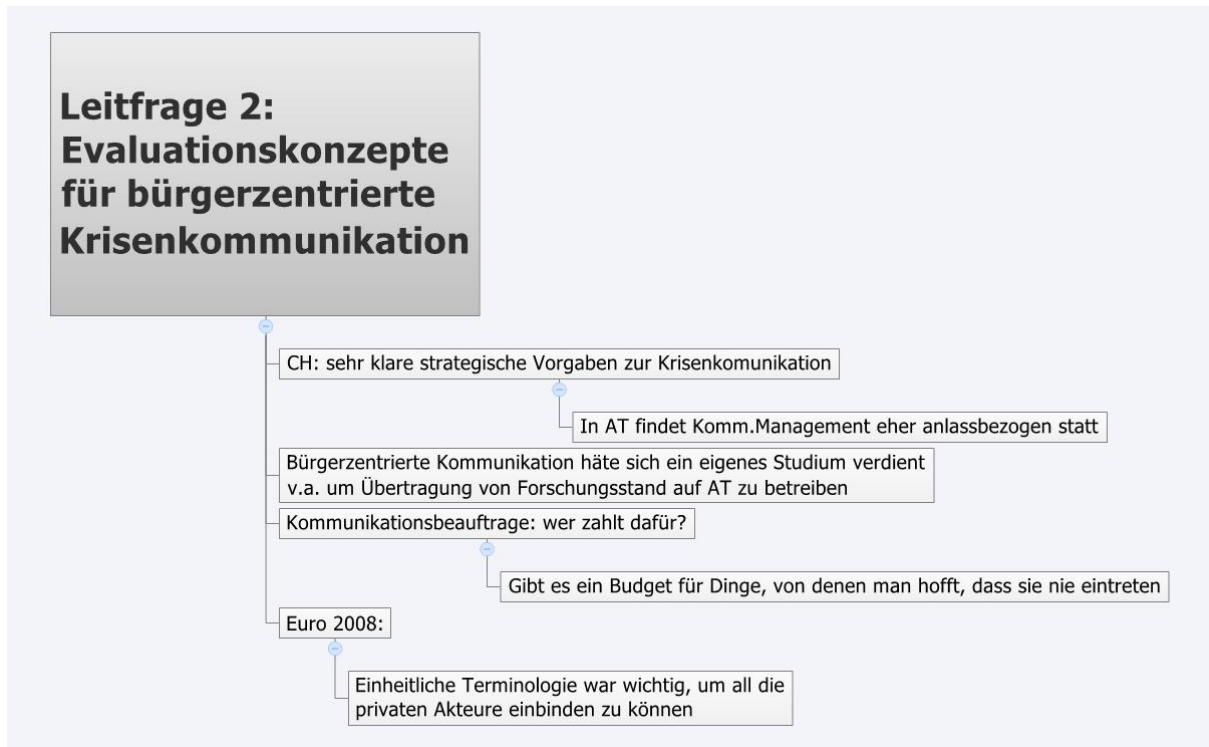 Leitfrage 2:
Evaluationskonzepte
für bürgerzentrierte
Krisenkommunikation
CH: sehr klare strategische Vorgaben zur Krisenkomunikation
In AT findet Komm.Management eher anlassbezogen statt
Bürgerzentrierte Kommunikation häte sich ein eigenes Studium verdient
v.a. um Übertragung von Forschungsstand auf AT zu betreiben
Kommunikationsbeauftrage: wer zahlt dafür?
Gibt es ein Budget für Dinge, von denen man hofft, dass sie nie eintreten
Euro 2008:
Einheitliche Terminologie war wichtig, um all die
privaten Akteure einbinden zu können